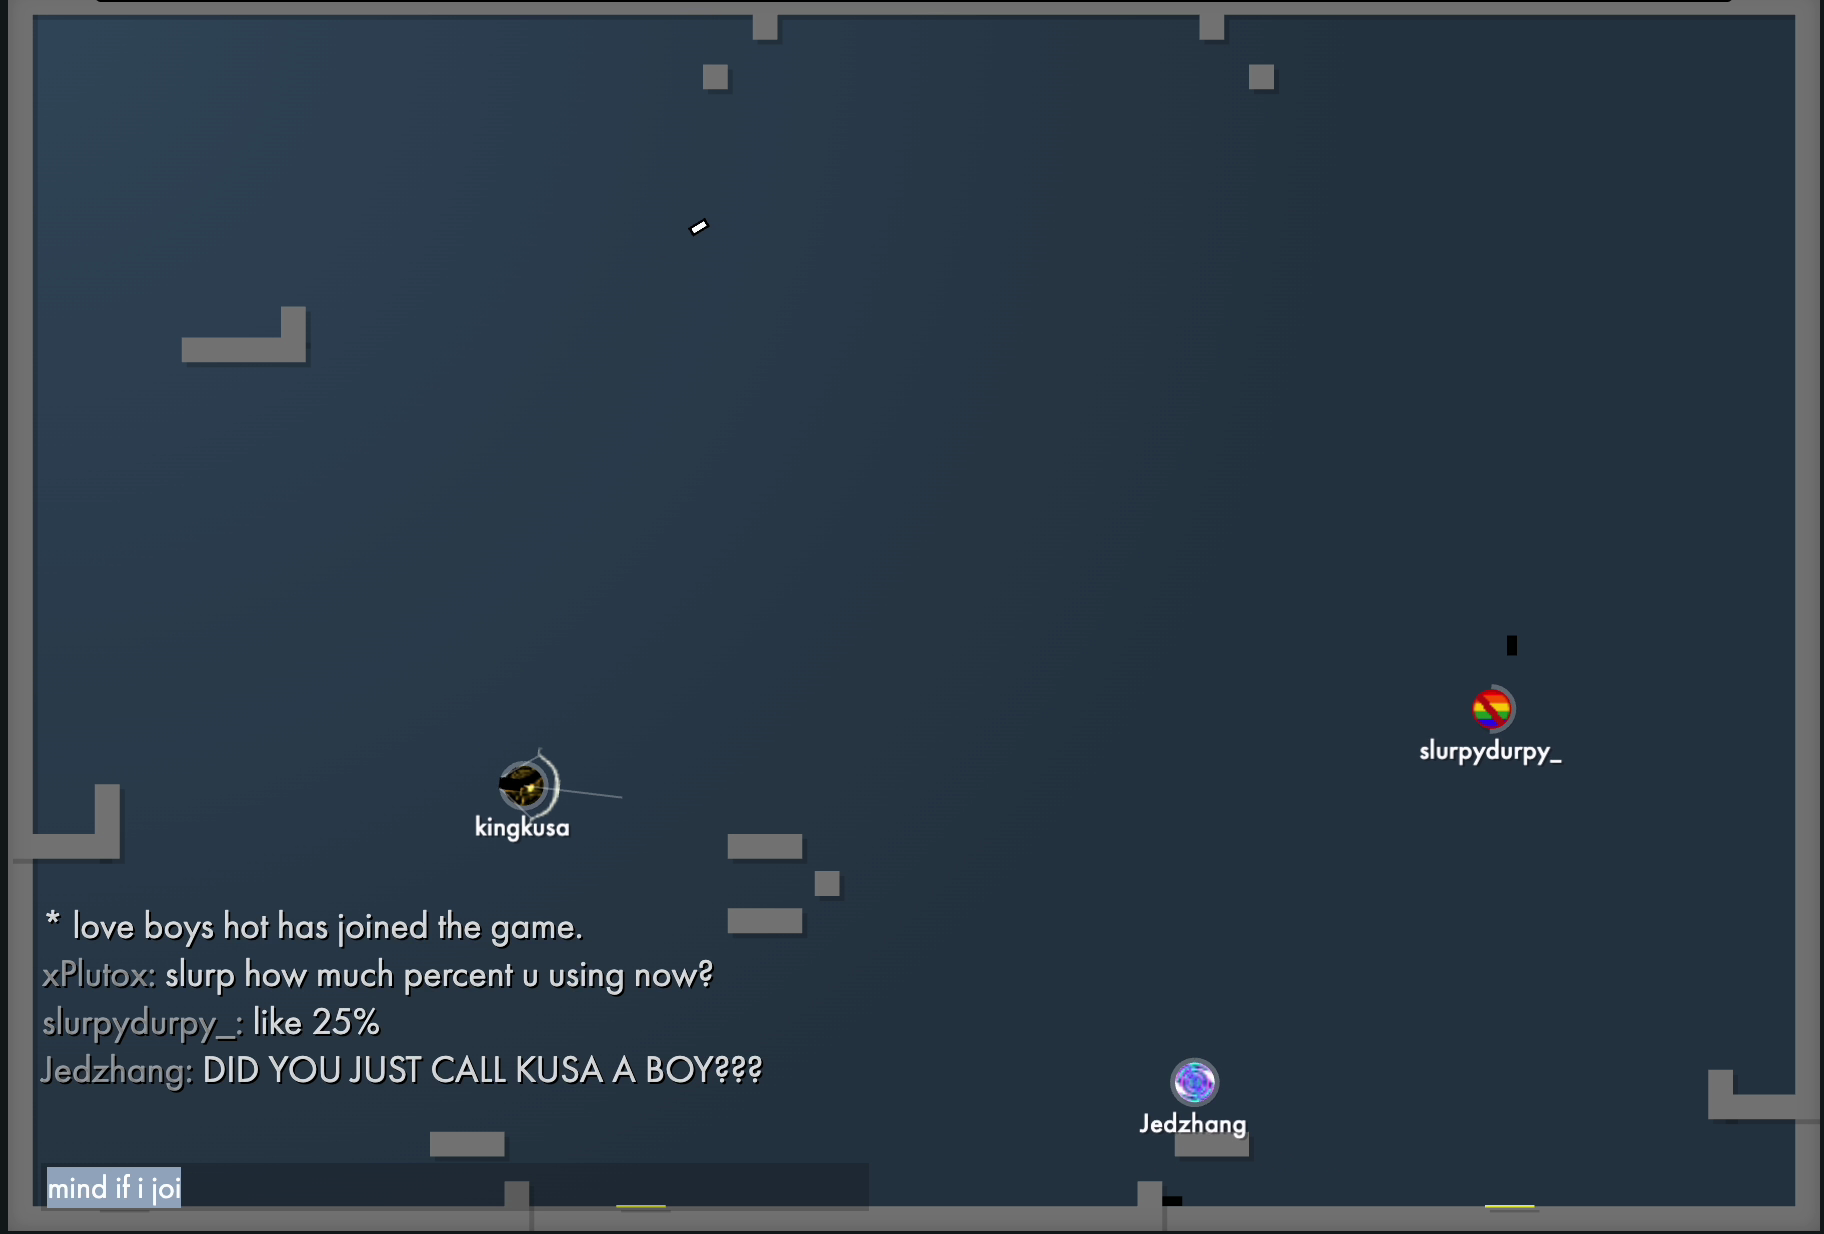 slurpydurpy_
kingkusa
* love boys hot has joined the game.
xPlutox: slurp how much percent u using now?
slurpydurpy_: like 25%
Jedzhang: DID YOU JUST CALL KUSA A BOY???
Jedzhang
mind if i joi